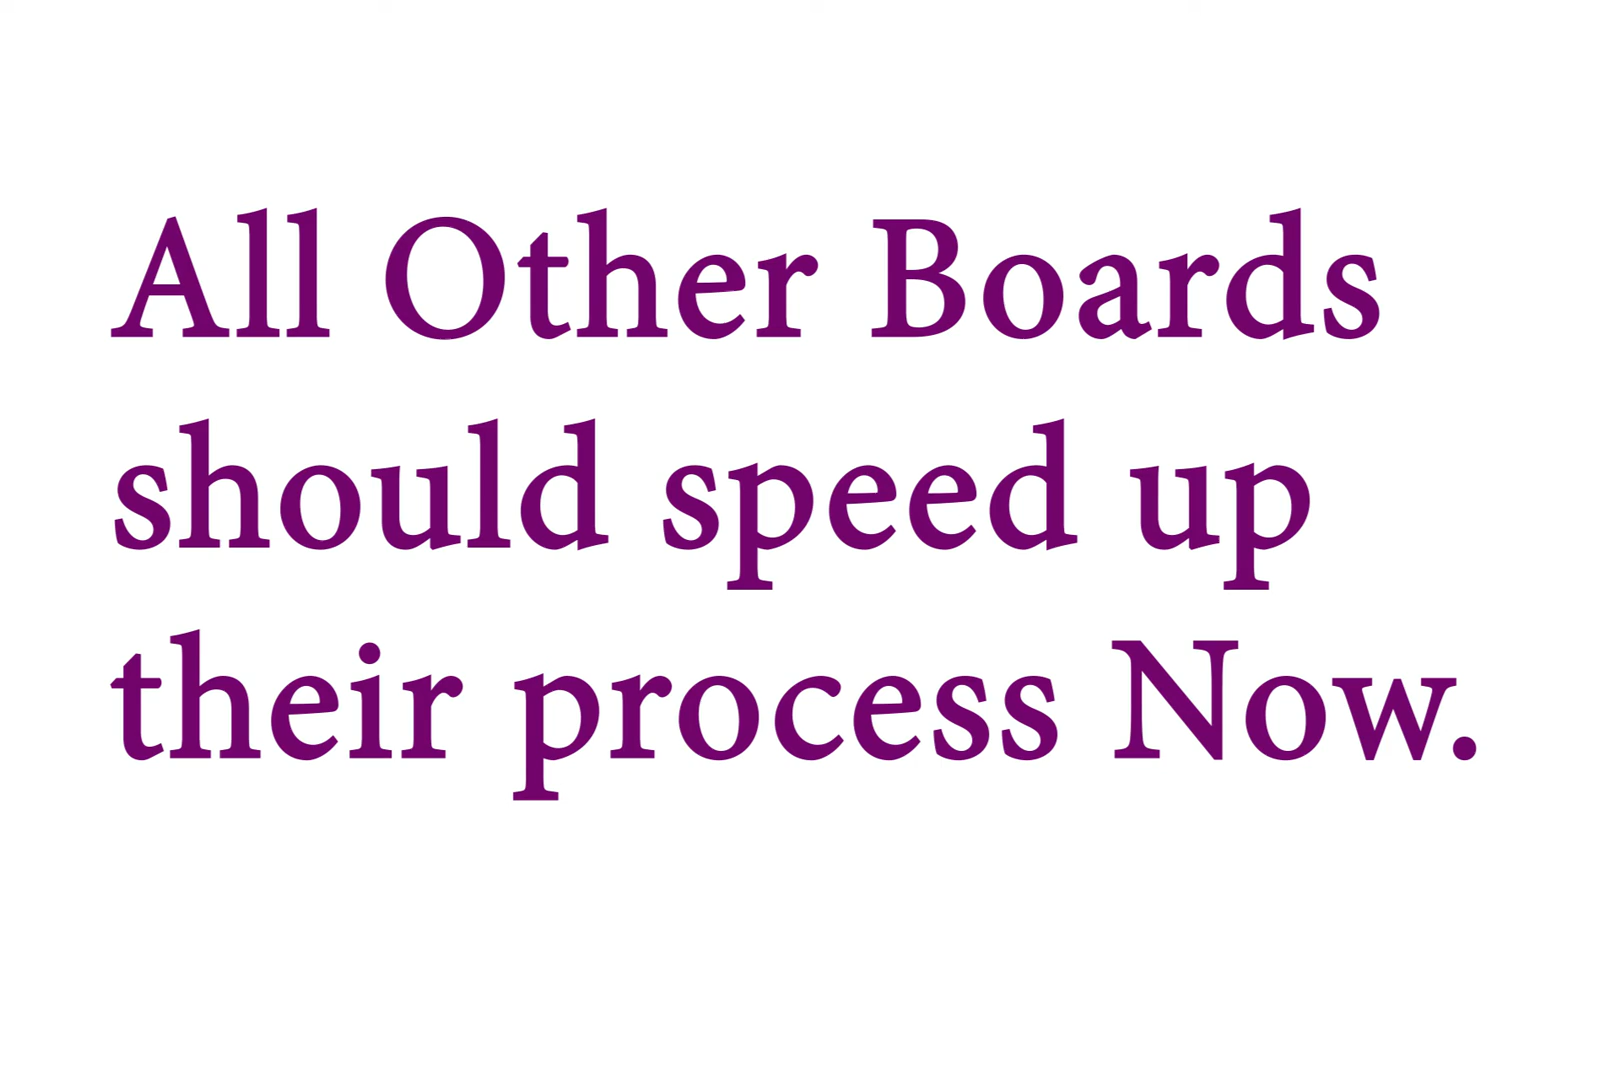 All Other Boards
should speed up
their process Now.